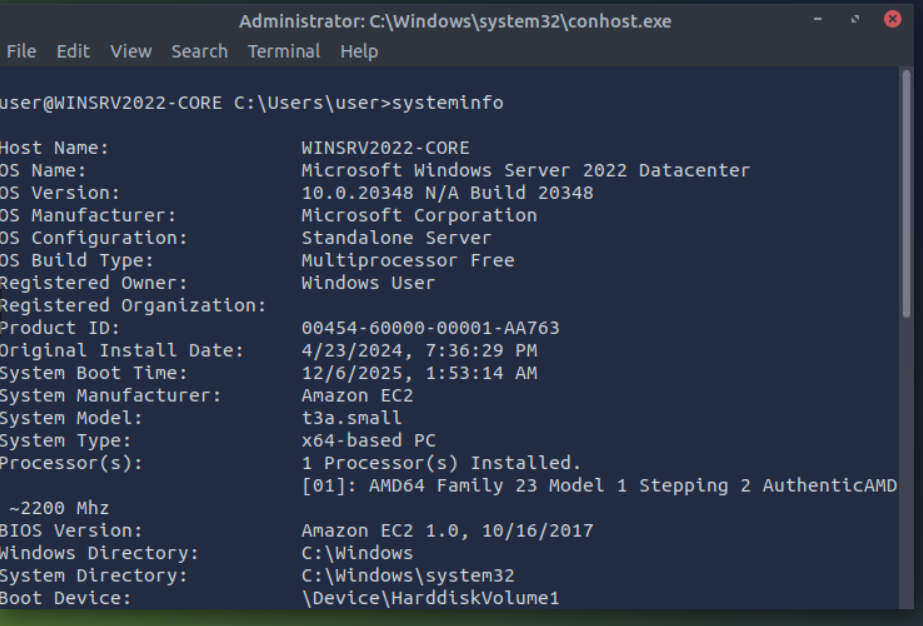 Administrator: C:\Windows\system32\conhost.exe
File Edit View Search Terminal Help
user@WINSRV2022-CORE C:\Users\user>systeminfo
Host Name: WINSRV2022-CORE
OS Name: Microsoft Windows Server 2022 Datacenter
OS Version: 10.0.20348 N/A Build 20348
OS Manufacturer: Microsoft Corporation
OS Configuration: Standalone Server
OS Build Type: Multiprocessor Free
Registered Owner: Windows User
Registered Organization:
Product ID: 00454-60000-00001-AA763
Original Install Date: 4/23/2024, 7:36:29 PM
System Boot Time: 12/6/2025, 1:53:14 AM
System Manufacturer: Amazon EC2
System Model: t3a.small
System Type: x64-based PC
Processor(s): 1 Processor(s) Installed.
[01]: AMD64 Family 23 Model 1 Stepping 2 AuthenticAMD
~2200 Mhz
BIOS Version: Amazon EC2 1.0, 10/16/2017
Windows Directory: C:\Windows
System Directory: C:\Windows\system32
Boot Device: \Device\HarddiskVolume1